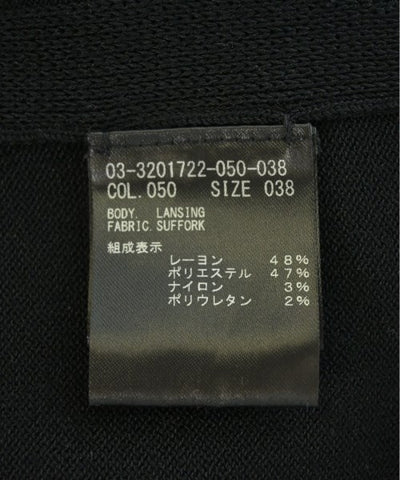 03-3201722-050-038
COL. 050 SIZE 038
BODY. LANSING
FABRIC. SUFFORK
組成表示
レーヨン 48%
ポリエステル 47%
ナイロン 3%
ポリウレタン 2%